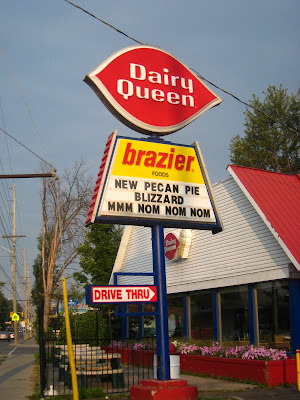 Dairy
Queen
brazier
FOODS
NEW PECAN PIE
BLIZZARD
MMM NOM NOM NOM
DRIVE THRU